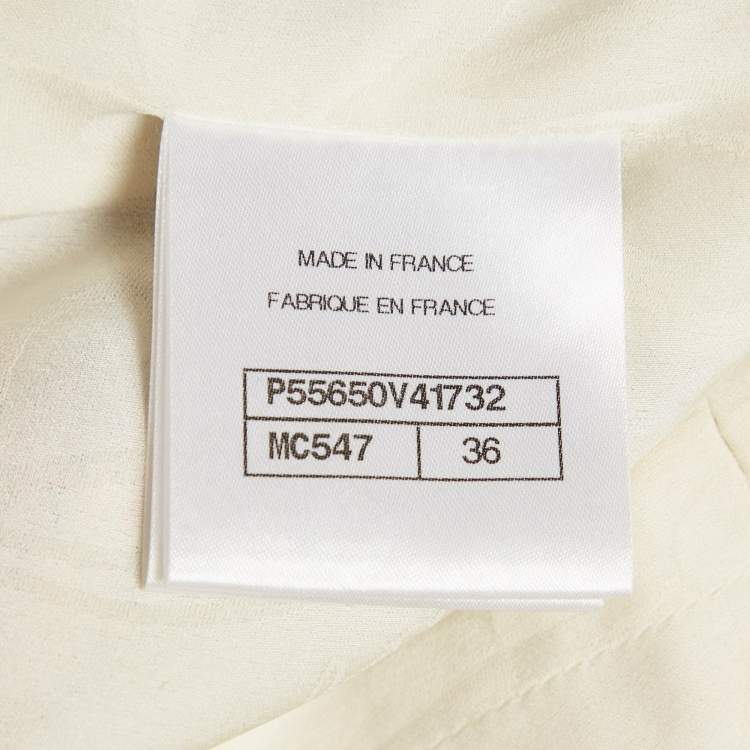 MADE IN FRANCE
FABRIQUE EN FRANCE
P55650V41732
MC547 36